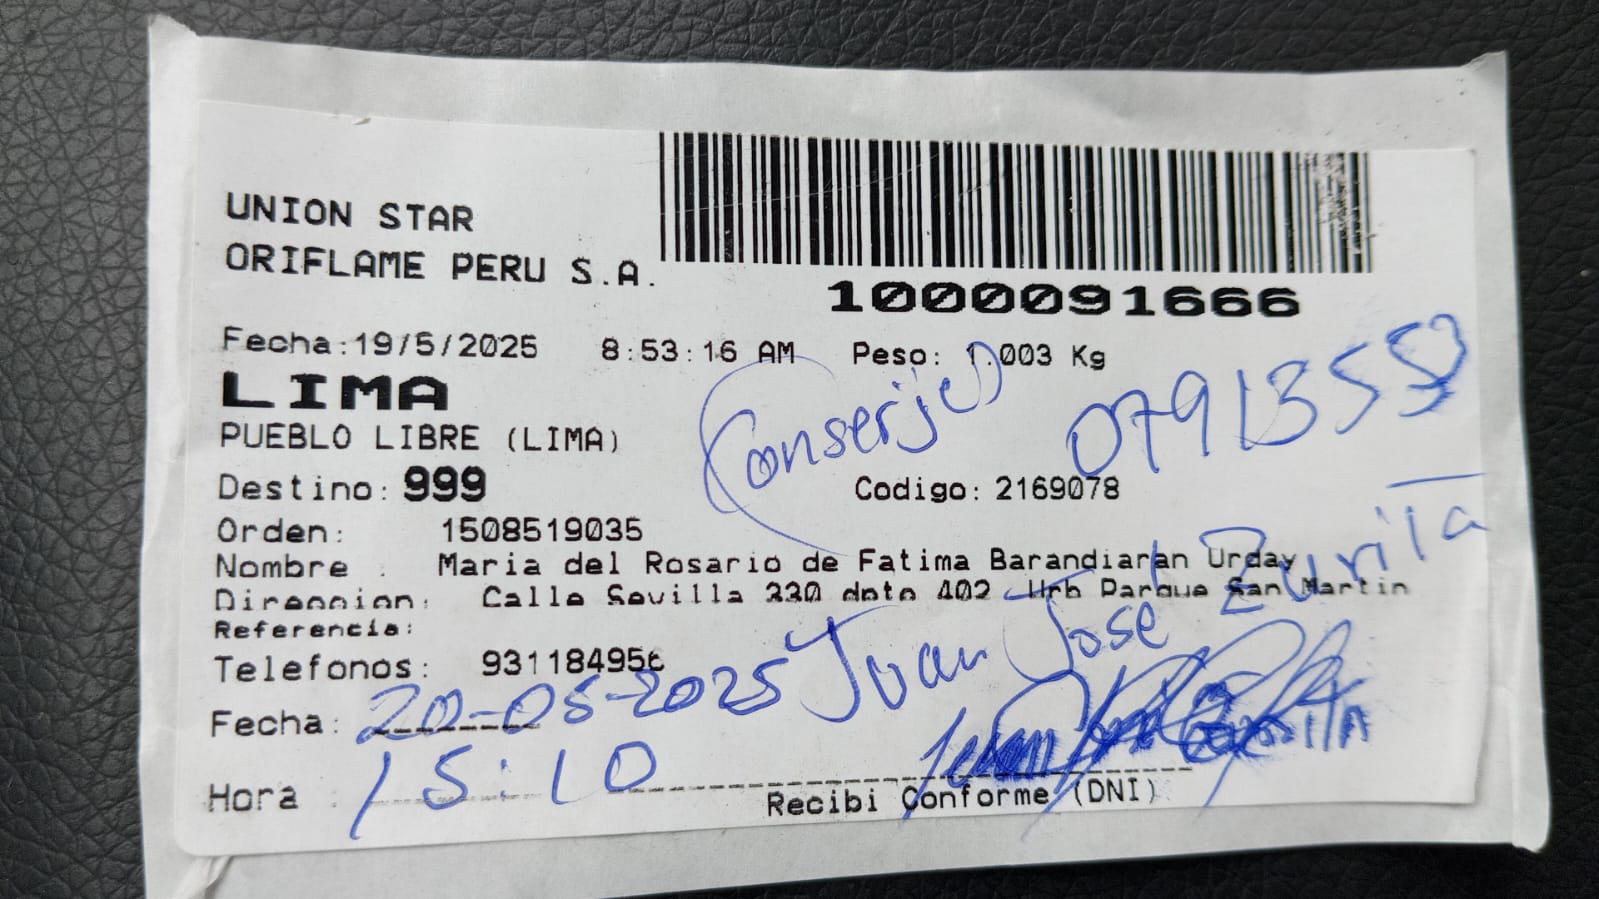 UNION STAR
ORIFLAME PERU S.A.
1000091666
Fecha:19/5/2025 8:53:16 AM Peso: 1.003 Kg
LIMA
PUEBLO LIBRE (LIMA)
Conserje
Destino: 999 Codigo: 2169078
Orden: 1508519035
Nombre : Maria del Rosario de Fatima Barandiaran Urday
Direccion: Calle Sevilla 330 dpto 402 Urb Parque San Martin
Referencia:
Telefonos: 931184956
Juan José Zurita
Fecha: 20-05-2025
Hora : 15:10
Recibi Conforme (DNI)